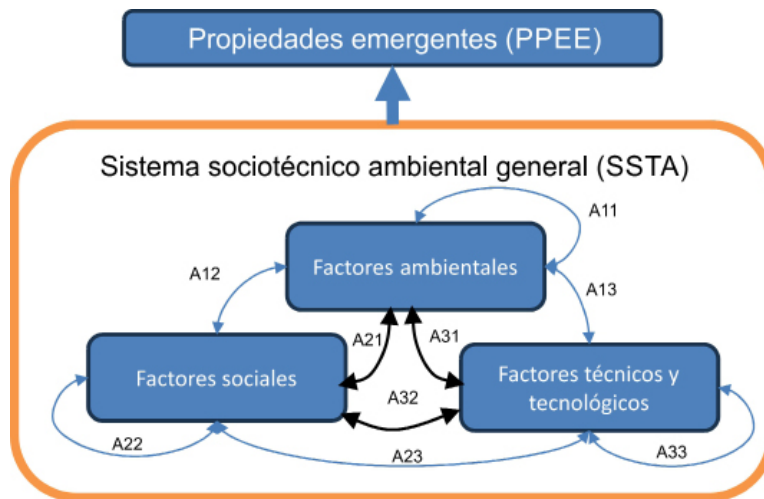 Propiedades emergentes (PPEE)
Sistema sociotécnico ambiental general (SSTA)
A11
Factores ambientales
A12
A13
A21
A31
Factores sociales
A32
Factores técnicos y
tecnológicos
A22
A23
A33